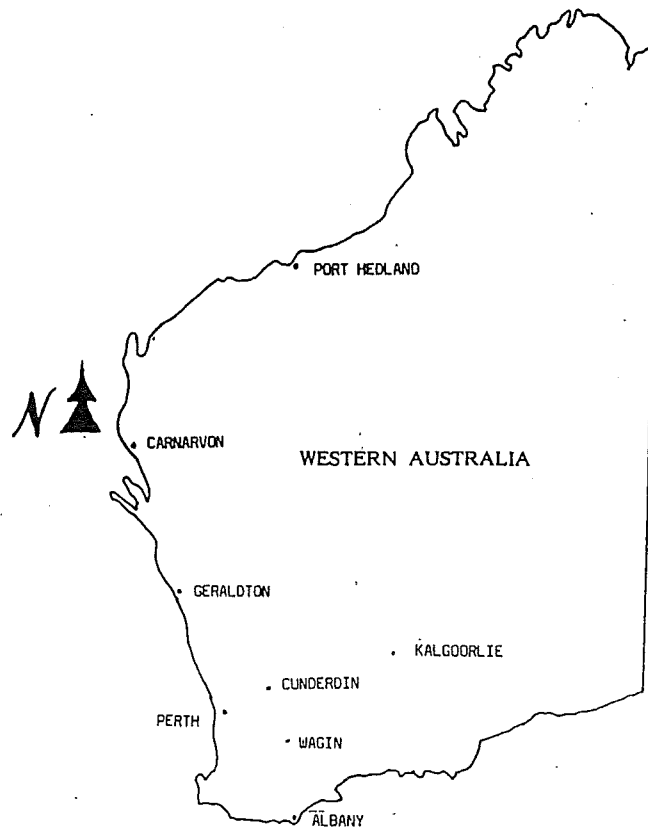 PORT HEDLAND
N
CARNARVON
WESTERN AUSTRALIA
GERALDTON
KALGOORLIE
CUNDERDIN
PERTH
WAGIN
ALBANY